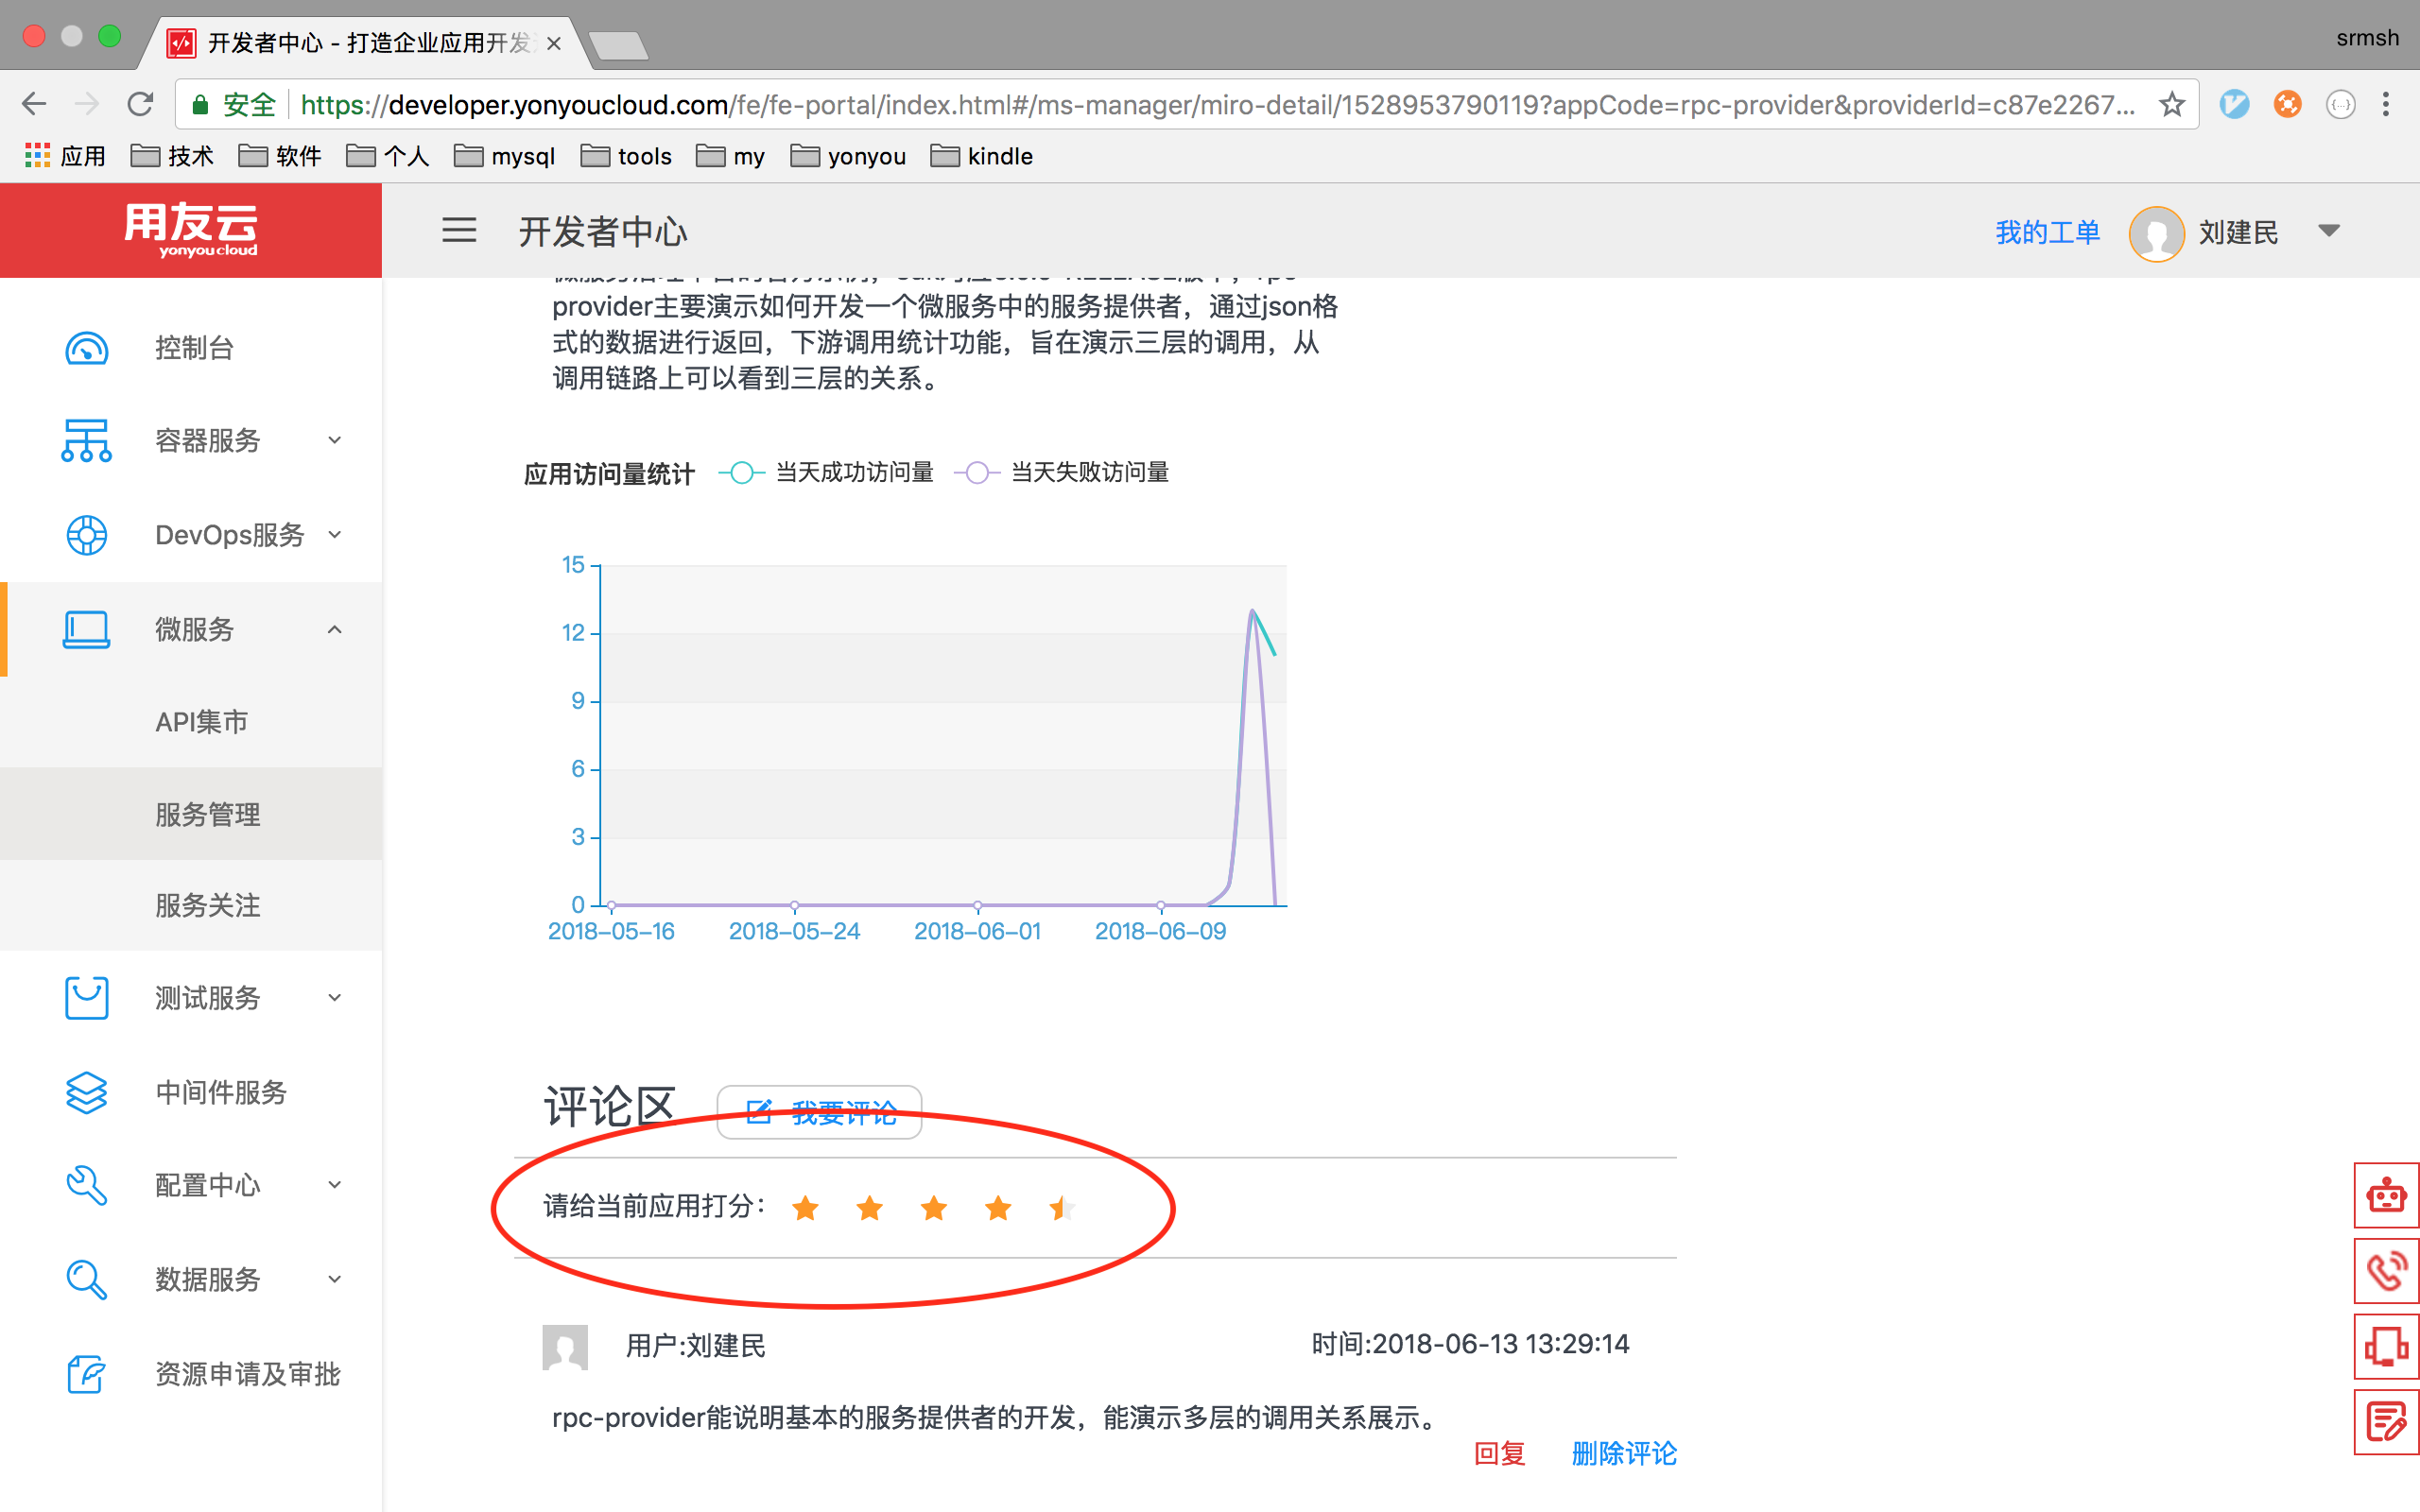 开发者中心 - 打造企业应用开发
srmsh
安全 https://developer.yonyoucloud.com/fe/fe-portal/index.html#/ms-manager/miro-detail/1528953790119?appCode=rpc-provider&providerId=c87e2267...
应用 技术 软件 个人 mysql tools my yonyou kindle
用友云
yonyoucloud
开发者中心
我的工单 刘建民
控制台
容器服务
DevOps服务
微服务
API集市
服务管理
服务关注
测试服务
中间件服务
配置中心
数据服务
资源申请及审批
provider主要演示如何开发一个微服务中的服务提供者，通过json格
式的数据进行返回，下游调用统计功能，旨在演示三层的调用，从
调用链路上可以看到三层的关系。
应用访问量统计 当天成功访问量 当天失败访问量
15
12
9
6
3
0
2018-05-16 2018-05-24 2018-06-01 2018-06-09
评论区 我要评论
请给当前应用打分：
用户:刘建民 时间:2018-06-13 13:29:14
rpc-provider能说明基本的服务提供者的开发，能演示多层的调用关系展示。
回复 删除评论